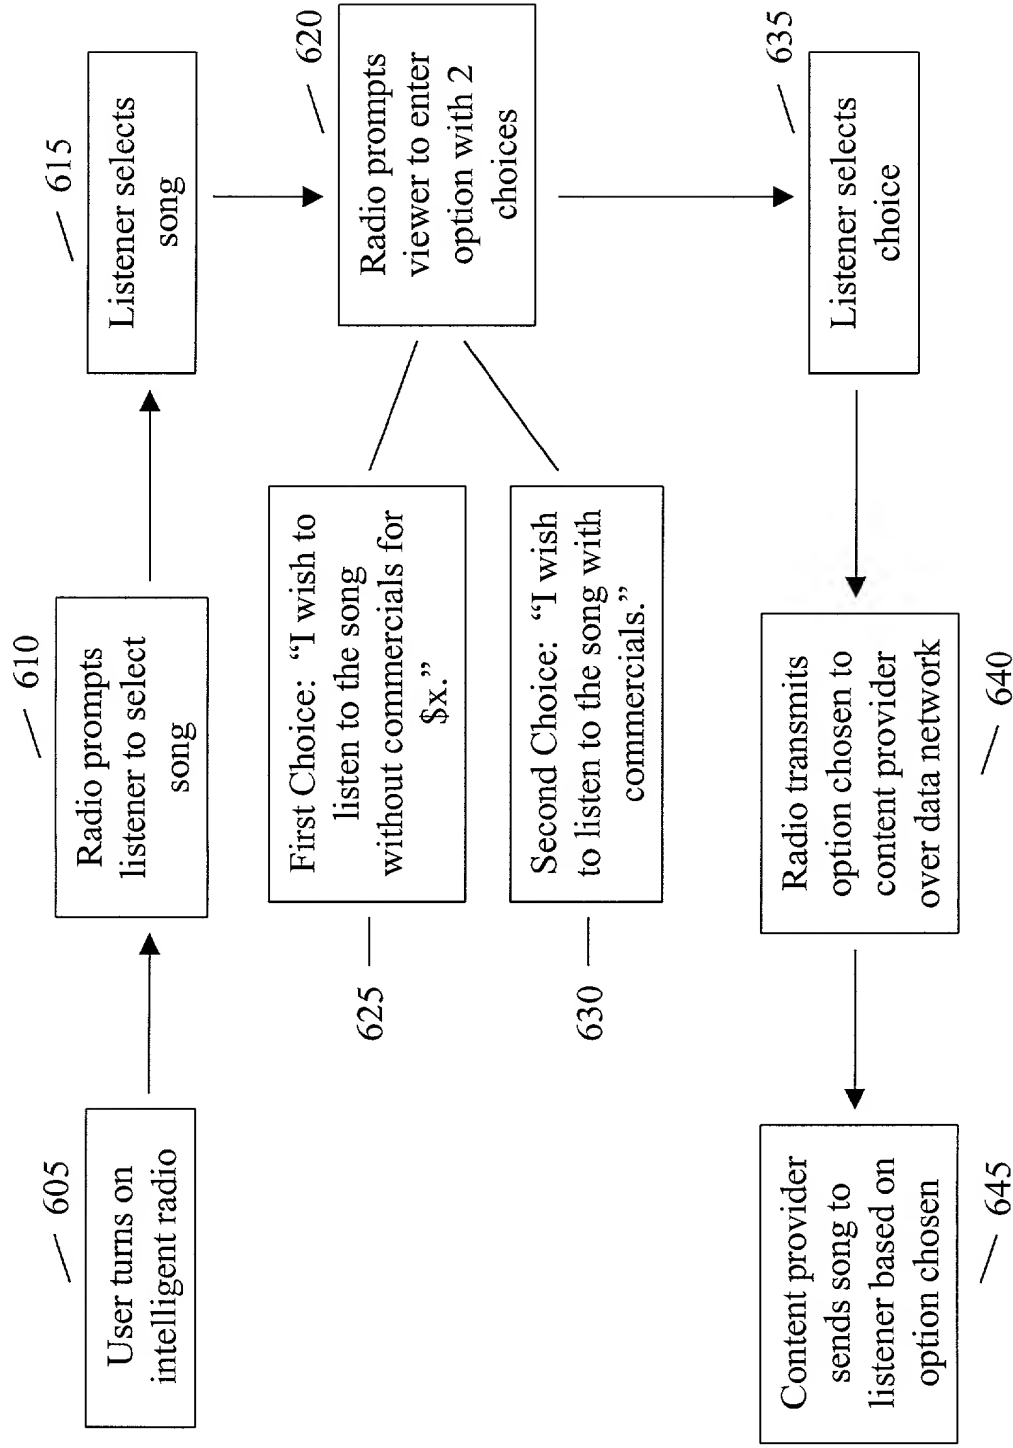 605
User turns on
intelligent radio
610
Radio prompts
listener to select
song
615
Listener selects
song
620
Radio prompts
viewer to enter
option with 2
choices
625
First Choice: “I wish to
listen to the song
without commercials for
$x.”
630
Second Choice: “I wish
to listen to the song with
commercials.”
635
Listener selects
choice
Radio transmits
option chosen to
content provider
over data network
640
Content provider
sends song to
listener based on
option chosen
645